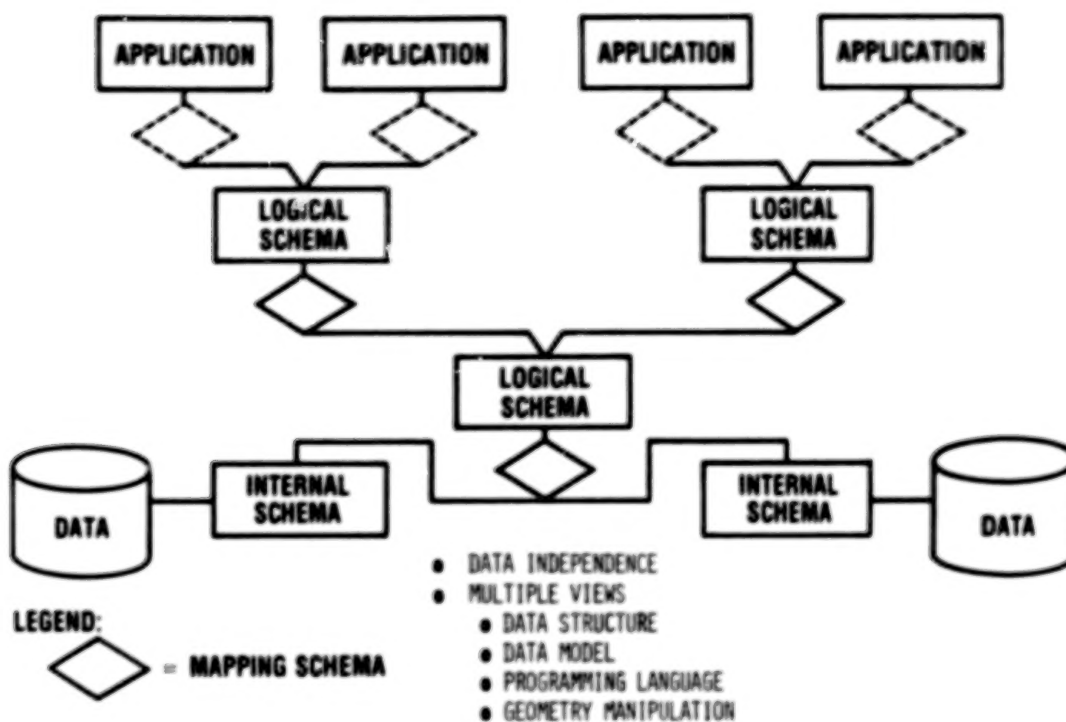 APPLICATION
APPLICATION
APPLICATION
APPLICATION
LOGICAL
SCHEMA
LOGICAL
SCHEMA
LOGICAL
SCHEMA
DATA
INTERNAL
SCHEMA
INTERNAL
SCHEMA
DATA
• DATA INDEPENDENCE
• MULTIPLE VIEWS
• DATA STRUCTURE
• DATA MODEL
• PROGRAMMING LANGUAGE
• GEOMETRY MANIPULATION
LEGEND:
= MAPPING SCHEMA